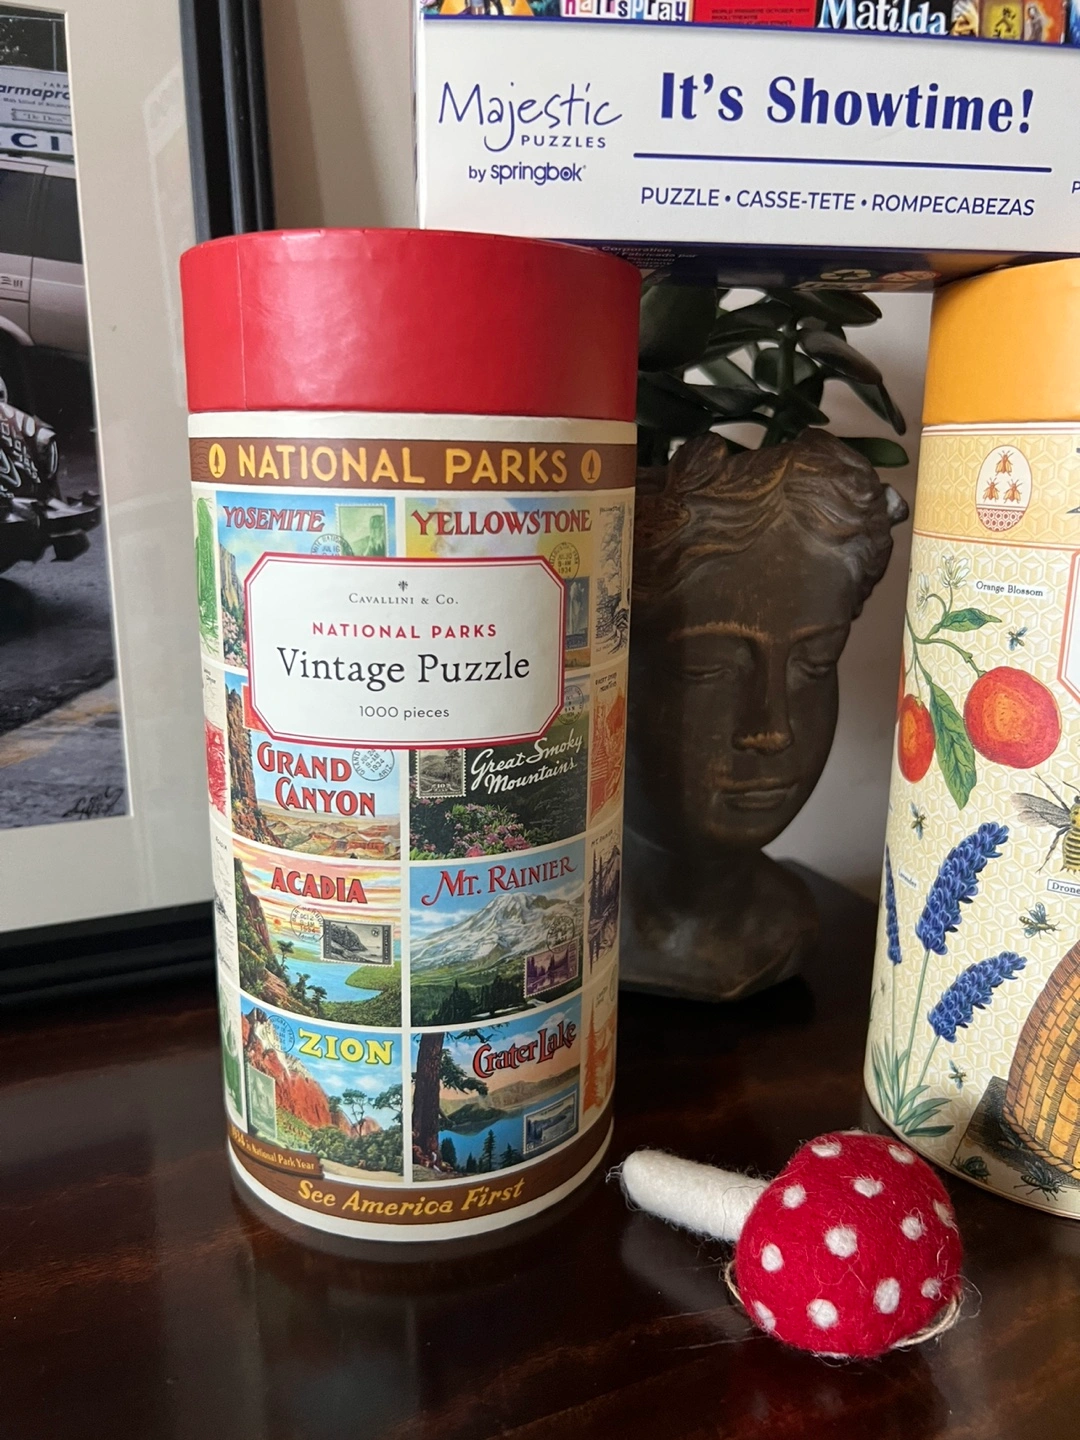 hairspray
Matilda
Majestic
PUZZLES
by springbok
It's Showtime!
PUZZLE • CASSE-TETE • ROMPECABEZAS
Corporation
NATIONAL PARKS
YOSEMITE
YELLOWSTONE
CAVALLINI & CO.
NATIONAL PARKS
Vintage Puzzle
1000 pieces
GRAND
CANYON
Great Smoky
Mountains
ACADIA
MT. RAINIER
ZION
Crater Lake
National Park Year
See America First
Orange Blossom
Drone